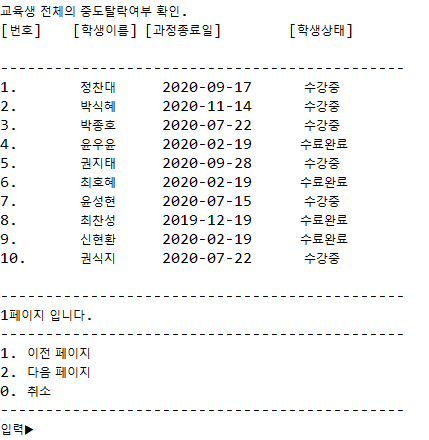 교육생 전체의 중도탈락여부 확인.
[번호] [학생이름] [과정종료일] [학생상태]
---------------------------------------------
1. 정찬대 2020-09-17 수강중
2. 박식혜 2020-11-14 수강중
3. 박종호 2020-07-22 수강중
4. 윤우윤 2020-02-19 수료완료
5. 권지태 2020-09-28 수강중
6. 최호혜 2020-02-19 수료완료
7. 윤성현 2020-07-15 수강중
8. 최찬성 2019-12-19 수료완료
9. 신현환 2020-02-19 수료완료
10. 권식지 2020-07-22 수강중
---------------------------------------------
1페이지 입니다.
---------------------------------------------
1. 이전 페이지
2. 다음 페이지
0. 취소
---------------------------------------------
입력▶